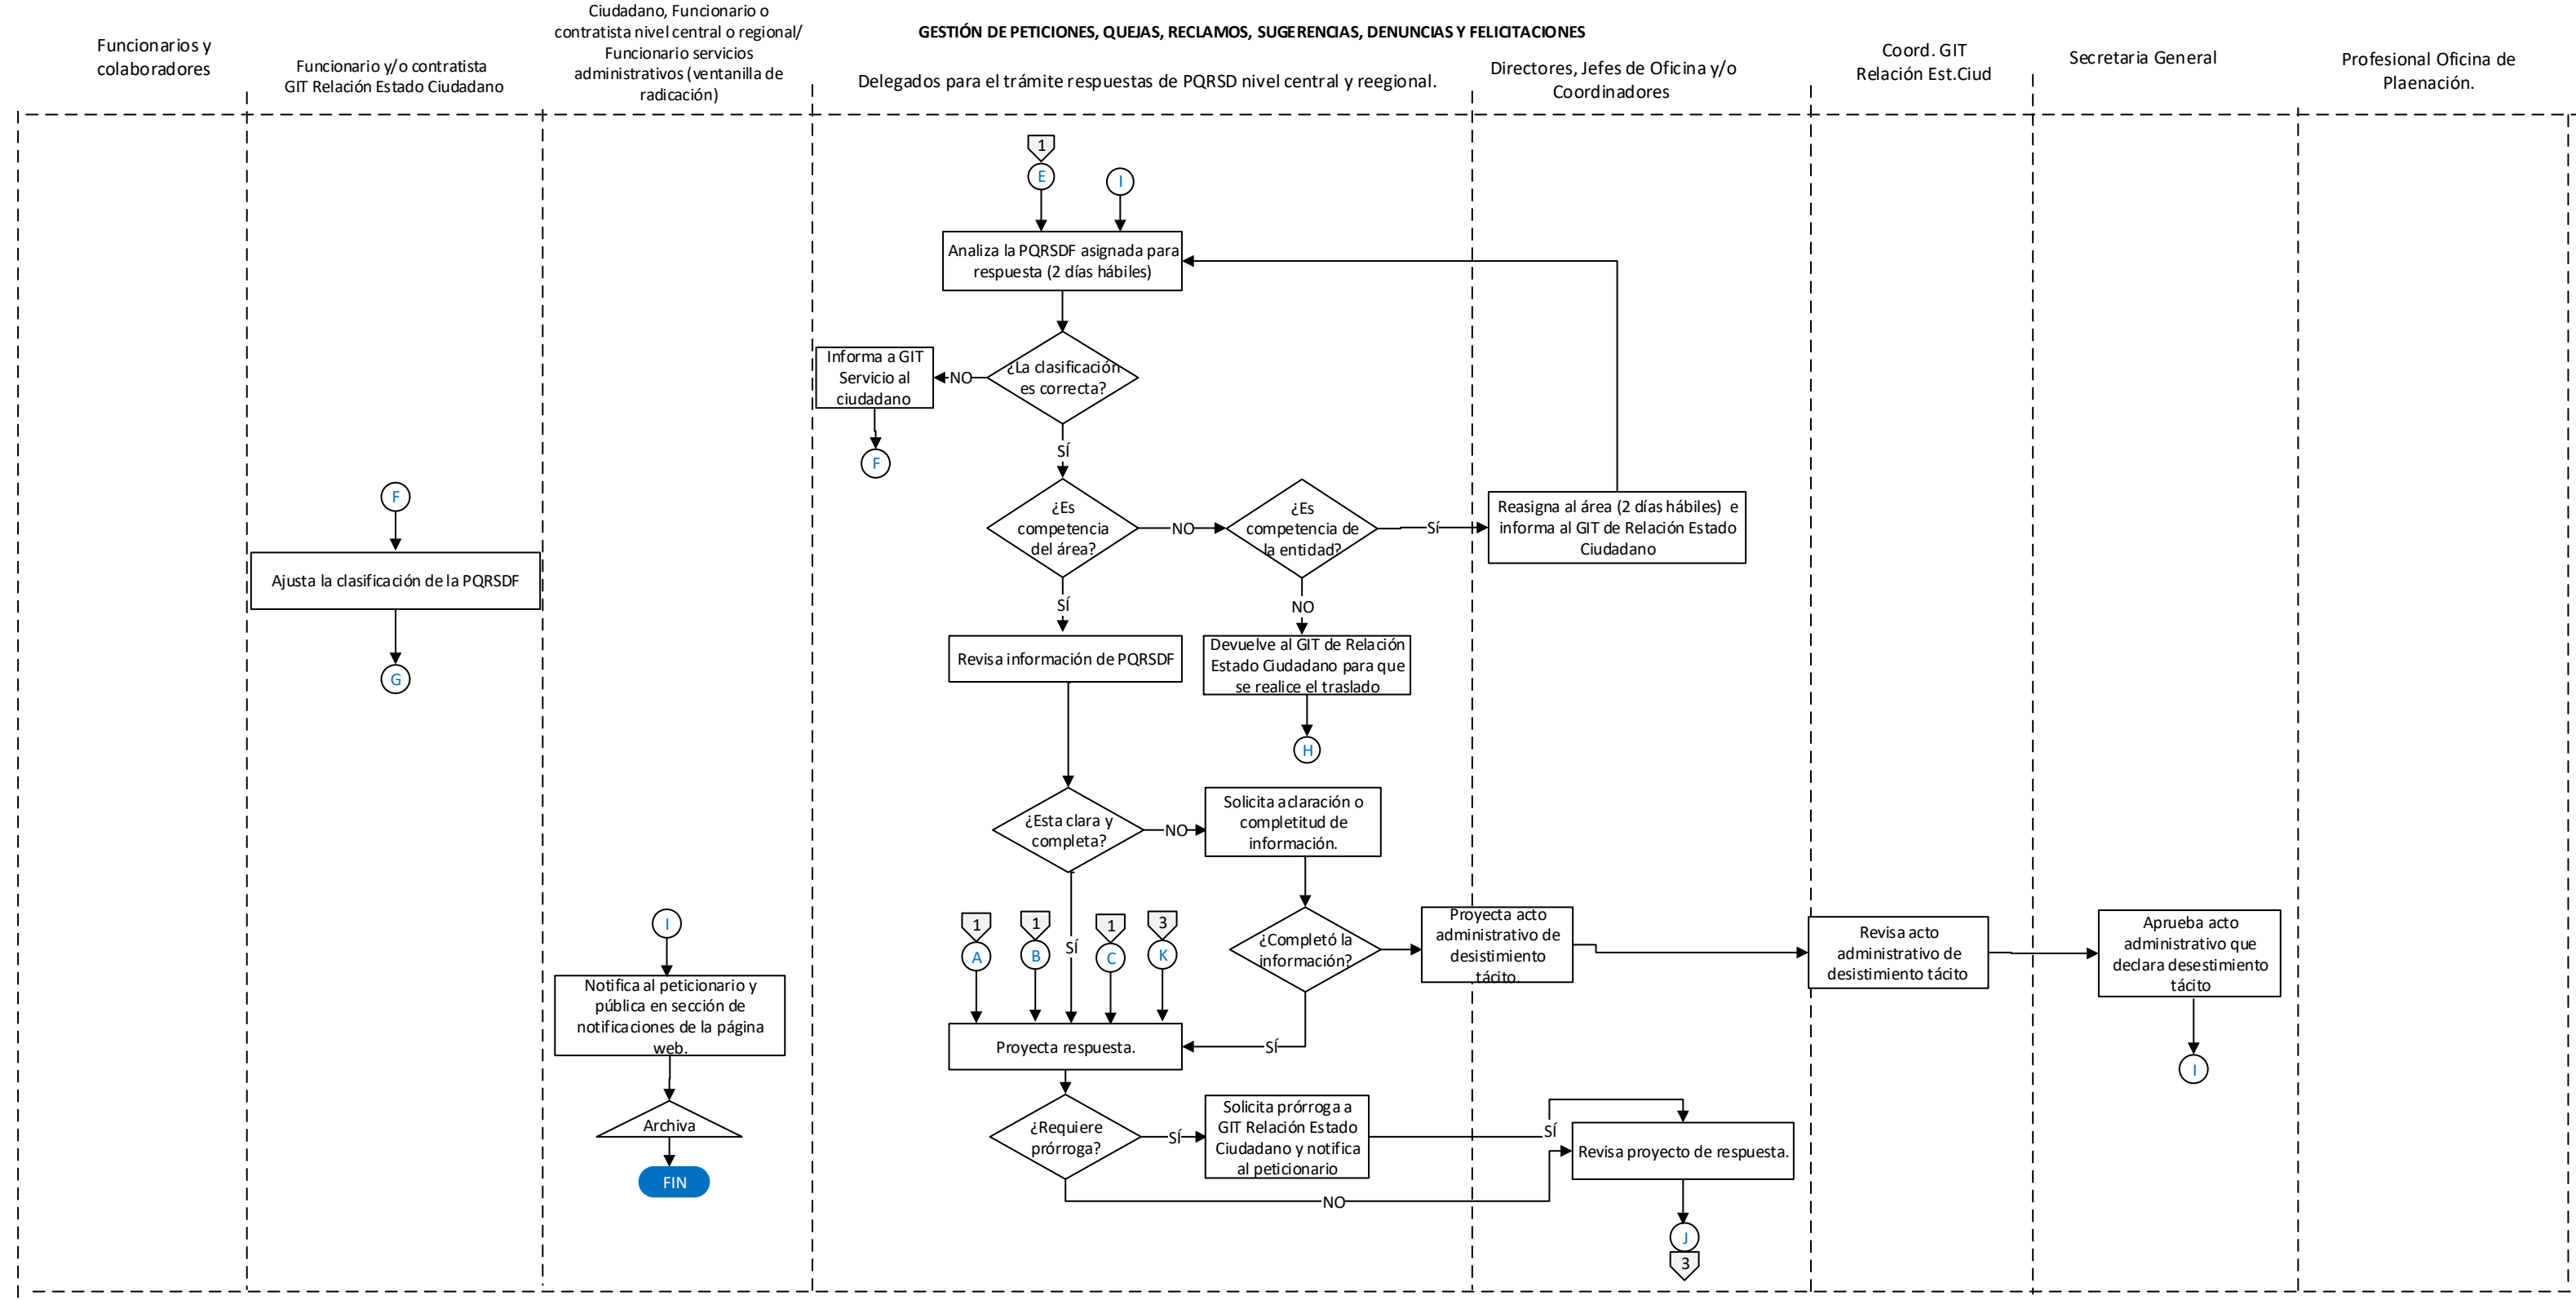 GESTIÓN DE PETICIONES, QUEJAS, RECLAMOS, SUGERENCIAS, DENUNCIAS Y FELICITACIONES
Funcionarios y
colaboradores
Funcionario y/o contratista
GIT Relación Estado Ciudadano
Ciudadano, Funcionario o
contratista nivel central o regional/
Funcionario servicios
administrativos (ventanilla de
radicación)
Delegados para el trámite respuestas de PQRSD nivel central y reegional.
Directores, Jefes de Oficina y/o
Coordinadores
Coord. GIT
Relación Est.Ciud
Secretaria General
Profesional Oficina de
Plaenación.
1
E
I
Analiza la PQRSDF asignada para
respuesta (2 días hábiles)
Informa a GIT
Servicio al
ciudadano
NO
¿La clasificación
es correcta?
F
SÍ
F
¿Es
competencia
del área?
NO
¿Es
competencia de
la entidad?
SÍ
Reasigna al área (2 días hábiles) e
informa al GIT de Relación Estado
Ciudadano
Ajusta la clasificación de la PQRSDF
SÍ
NO
G
Revisa información de PQRSDF
Devuelve al GIT de Relación
Estado Ciudadano para que
se realice el traslado
H
¿Esta clara y
completa?
NO
Solicita aclaración o
completitud de
información.
I
1
A
1
B
SÍ
1
C
3
K
¿Completó la
información?
Proyecta acto
administrativo de
desistimiento
tácito.
Revisa acto
administrativo de
desistimiento tácito
Aprueba acto
administrativo que
declara desestimiento
tácito
Notifica al peticionario y
pública en sección de
notificaciones de la página
web.
Proyecta respuesta.
SÍ
I
Archiva
FIN
¿Requiere
prórroga?
SÍ
Solicita prórroga a
GIT Relación Estado
Ciudadano y notifica
al peticionario
SÍ
Revisa proyecto de respuesta.
NO
J
3